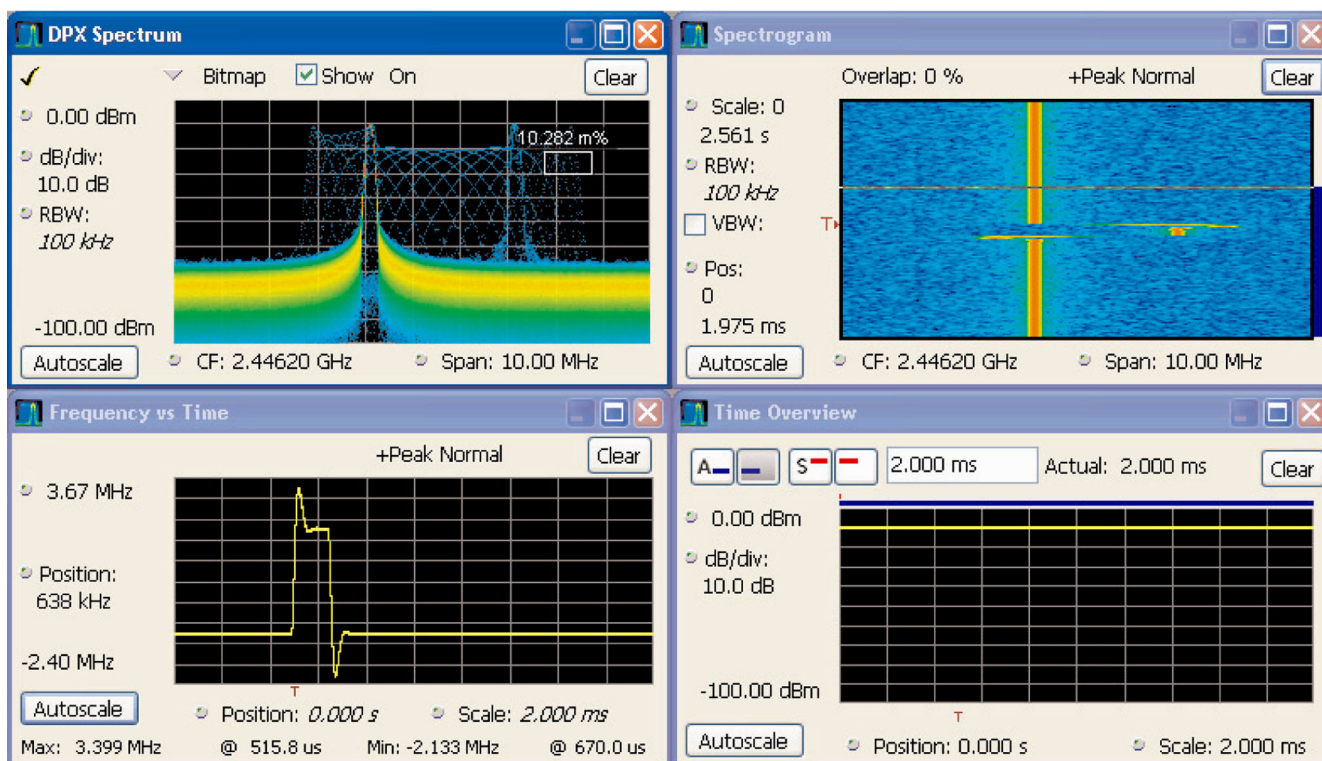 DPX Spectrum
Bitmap Show On Clear
0.00 dBm
dB/div:
10.0 dB
RBW:
100 kHz
-100.00 dBm
10.282 m%
Autoscale CF: 2.44620 GHz Span: 10.00 MHz
Spectrogram
Overlap: 0 % +Peak Normal Clear
Scale: 0
2.561 s
RBW:
100 kHz
VBW:
T
Pos:
0
1.975 ms
Autoscale CF: 2.44620 GHz Span: 10.00 MHz
Frequency vs Time
+Peak Normal Clear
3.67 MHz
Position:
638 kHz
-2.40 MHz
T
Autoscale Position: 0.000 s Scale: 2.000 ms
Max: 3.399 MHz @ 515.8 us Min: -2.133 MHz @ 670.0 us
Time Overview
A S 2.000 ms Actual: 2.000 ms Clear
0.00 dBm
dB/div:
10.0 dB
-100.00 dBm
T
Autoscale Position: 0.000 s Scale: 2.000 ms